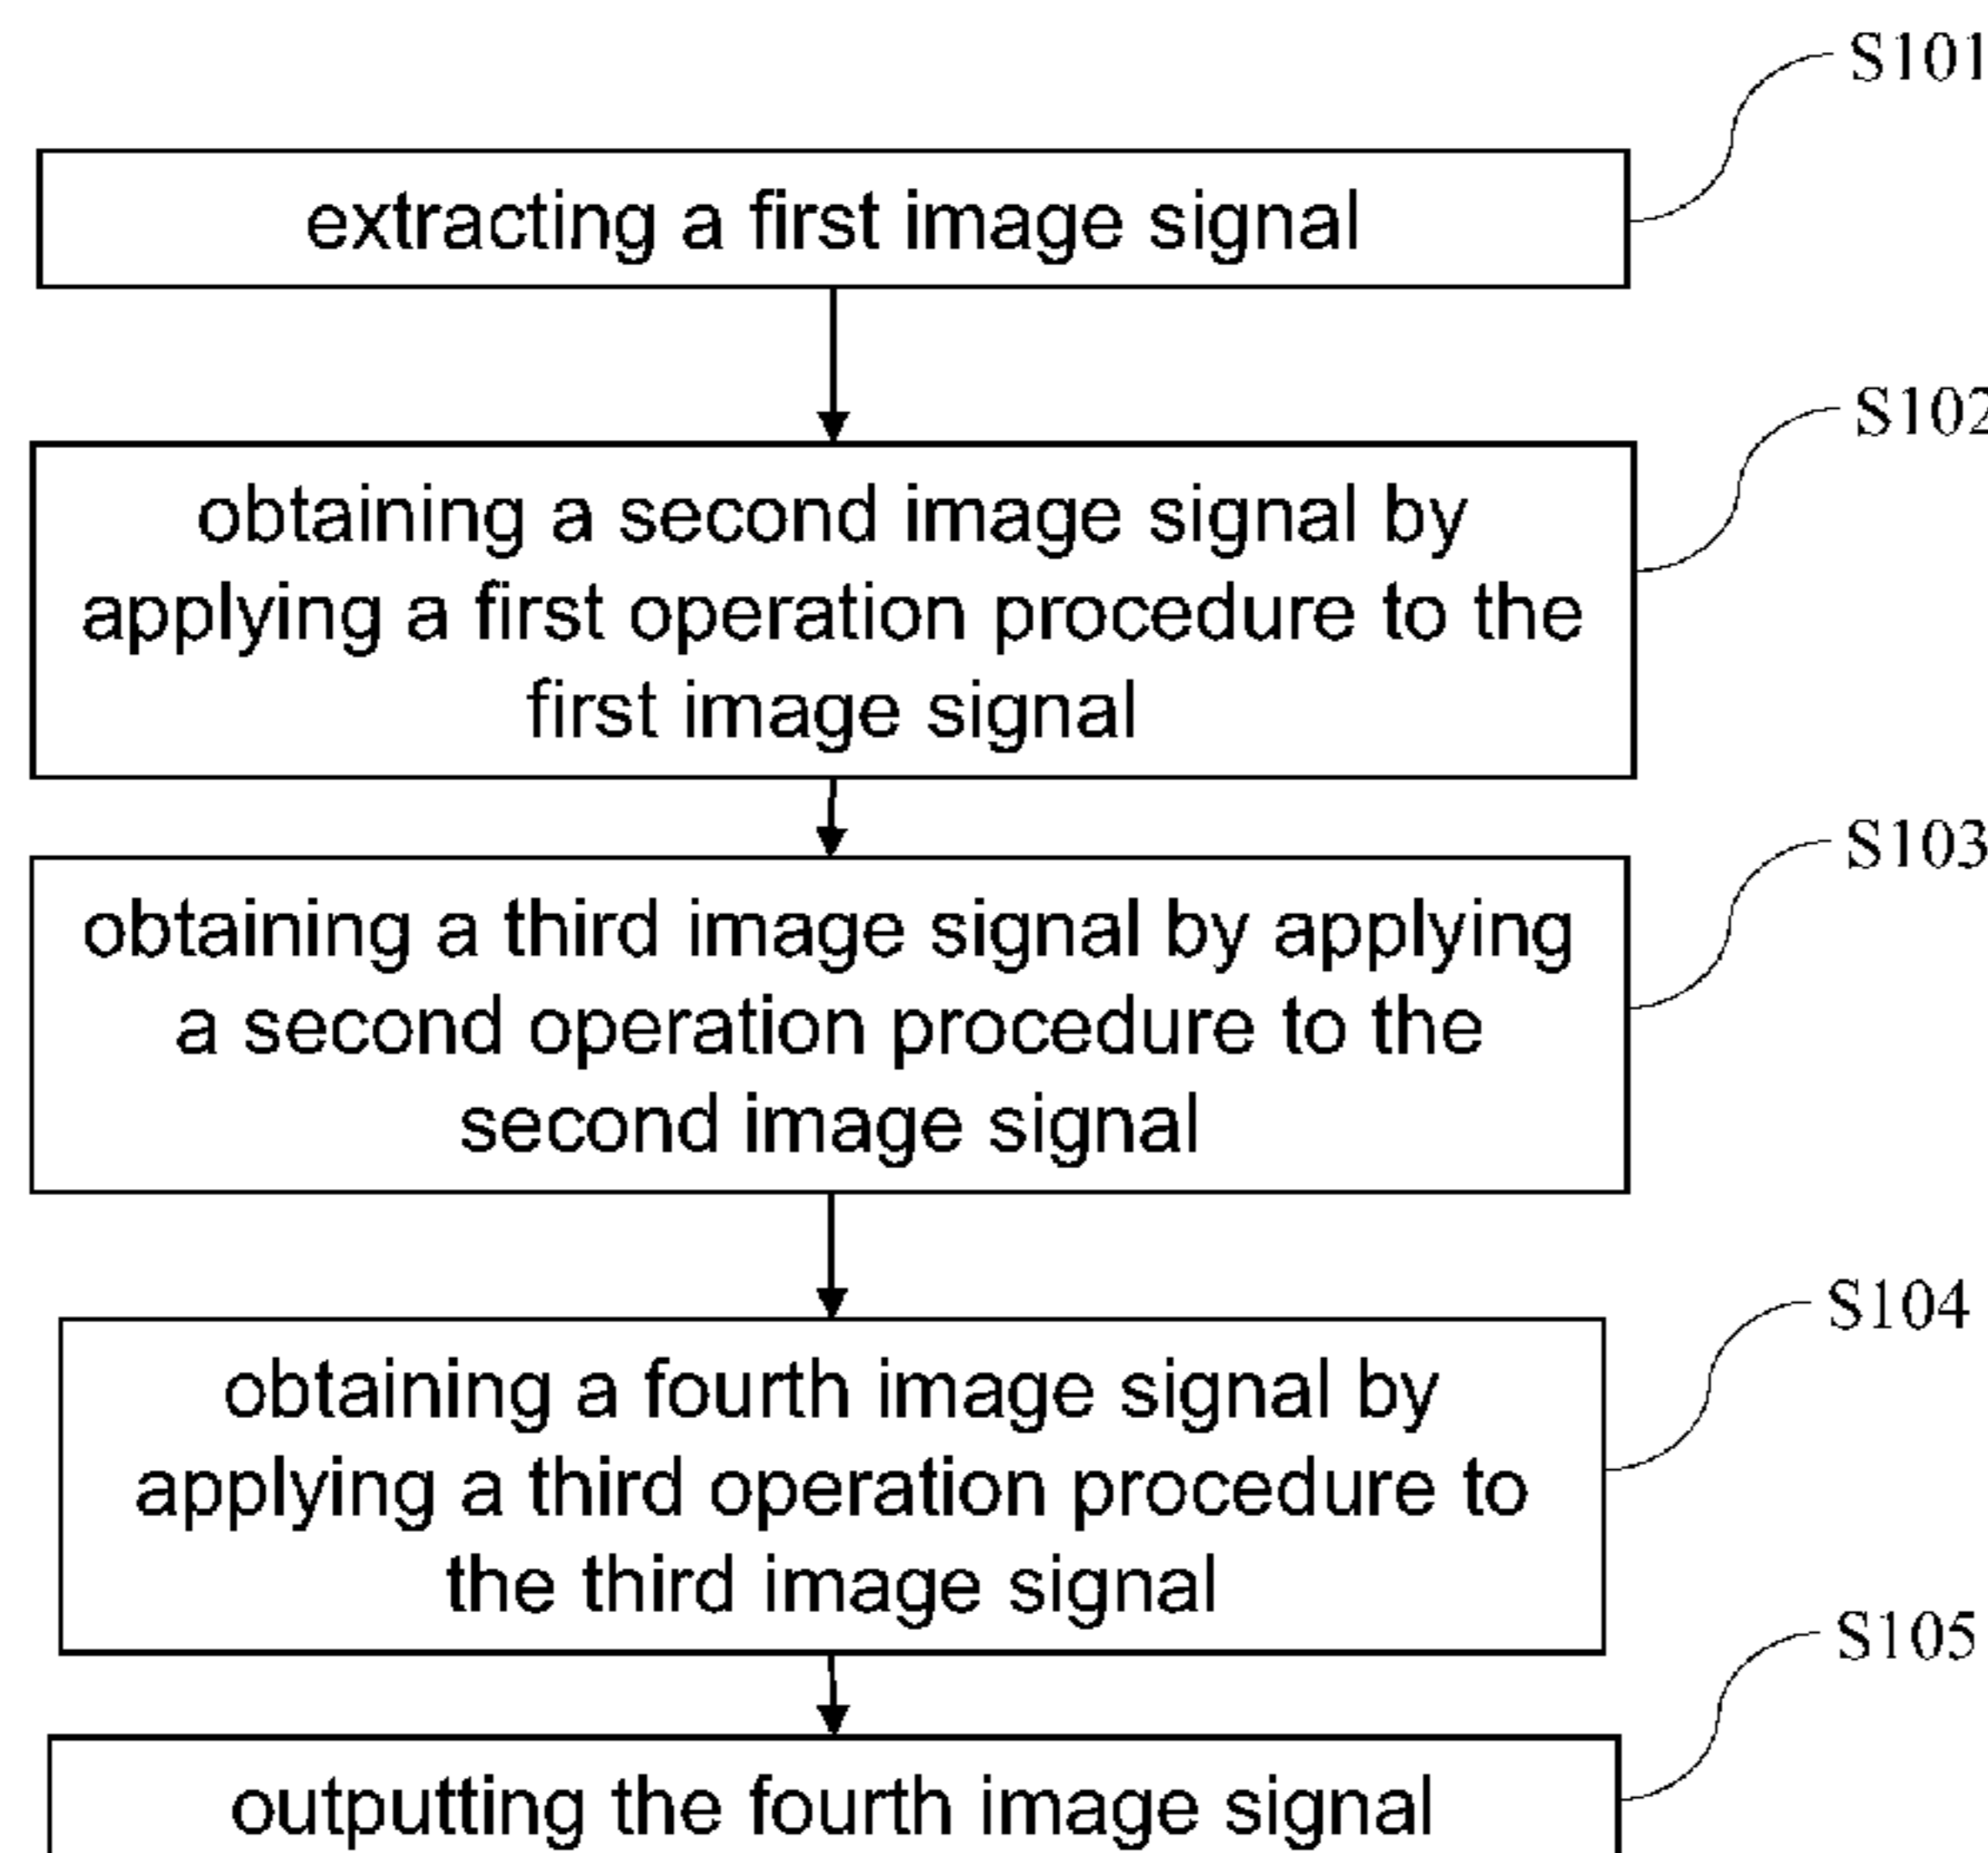 S101
extracting a first image signal
S102
obtaining a second image signal by
applying a first operation procedure to the
first image signal
S103
obtaining a third image signal by applying
a second operation procedure to the
second image signal
S104
obtaining a fourth image signal by
applying a third operation procedure to
the third image signal
S105
outputting the fourth image signal